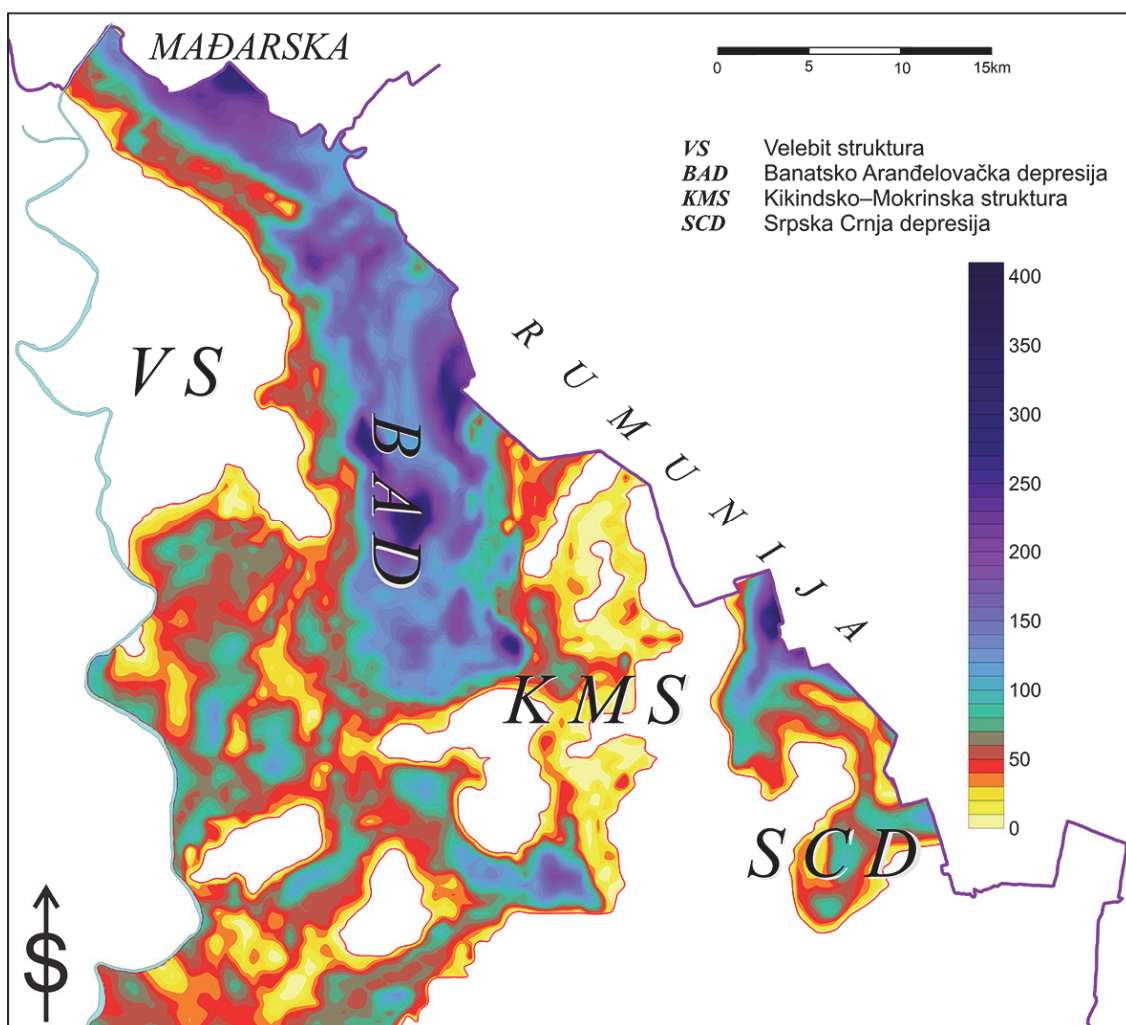 MAĐARSKA
0 5 10 15km
VS Velebit struktura
BAD Banatsko Aranđelovačka depresija
KMS Kikindsko–Mokrinska struktura
SCD Srpska Crnja depresija
400
350
300
250
200
150
100
50
0
RUMUNIJA
VS
BAD
KMS
SCD
S